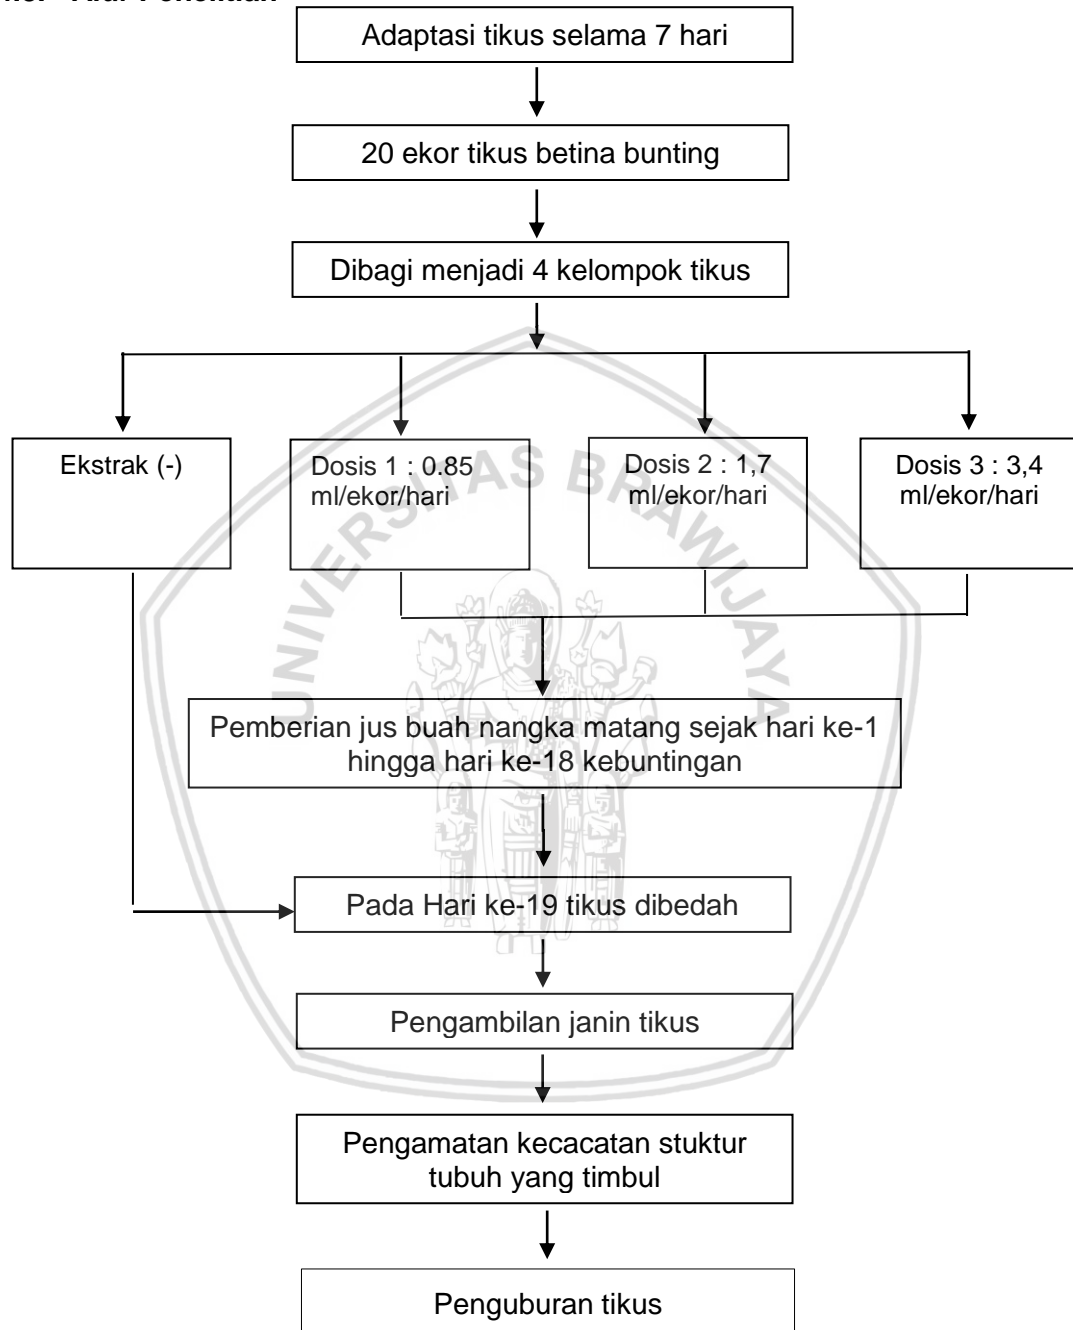 Adaptasi tikus selama 7 hari
20 ekor tikus betina bunting
Dibagi menjadi 4 kelompok tikus
Ekstrak (-)
Dosis 1 : 0.85
ml/ekor/hari
Dosis 2 : 1,7
ml/ekor/hari
Dosis 3 : 3,4
ml/ekor/hari
UNIVERSITAS BRAWIJAYA
Pemberian jus buah nangka matang sejak hari ke-1
hingga hari ke-18 kebuntingan
Pada Hari ke-19 tikus dibedah
Pengambilan janin tikus
Pengamatan kecacatan stuktur
tubuh yang timbul
Penguburan tikus